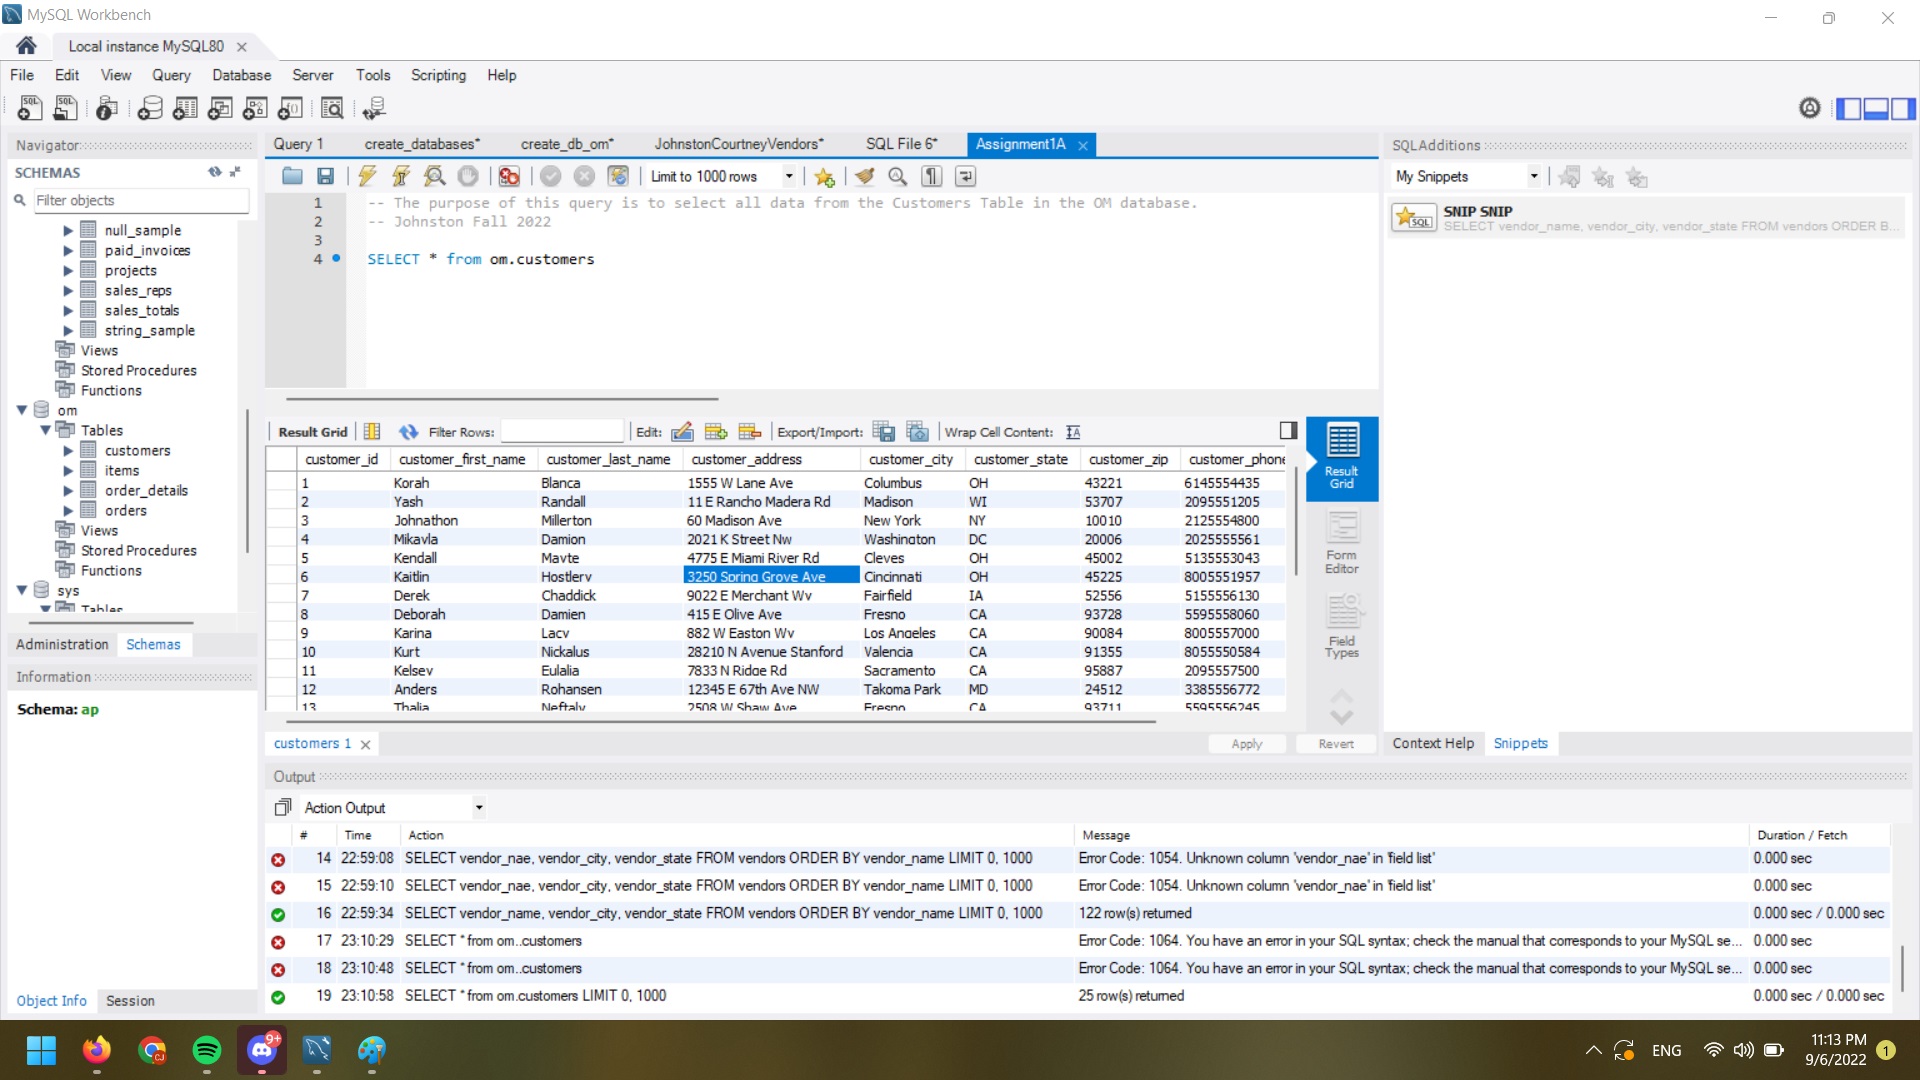 MySQL Workbench
Local instance MySQL80
File Edit View Query Database Server Tools Scripting Help
Navigator
SCHEMAS
Filter objects
null_sample
paid_invoices
projects
sales_reps
sales_totals
string_sample
Views
Stored Procedures
Functions
om
Tables
customers
items
order_details
orders
Views
Stored Procedures
Functions
sys
Tables
Administration Schemas
Information
Schema: ap
Object Info Session
Query 1 create_databases* create_db_om* JohnstonCourtneyVendors* SQL File 6* Assignment1A
Limit to 1000 rows
1 -- The purpose of this query is to select all data from the Customers Table in the OM database.
2 -- Johnston Fall 2022
3
4 SELECT * from om.customers
Result Grid Filter Rows: Edit: Export/Import: Wrap Cell Content:
customer_id customer_first_name customer_last_name customer_address customer_city customer_state customer_zip customer_phone
1 Korah Blanca 1555 W Lane Ave Columbus OH 43221 6145554435
2 Yash Randall 11 E Rancho Madera Rd Madison WI 53707 2095551205
3 Johnathon Millerton 60 Madison Ave New York NY 10010 2125554800
4 Mikayla Damion 2021 K Street Nw Washington DC 20006 2025555561
5 Kendall Mayte 4775 E Miami River Rd Cleves OH 45002 5135553043
6 Kaitlin Hostlery 3250 Spring Grove Ave Cincinnati OH 45225 8005551957
7 Derek Chaddick 9022 E Merchant Wy Fairfield IA 52556 5155556130
8 Deborah Damien 415 E Olive Ave Fresno CA 93728 5595558060
9 Karina Lacy 882 W Easton Wy Los Angeles CA 90084 8005557000
10 Kurt Nickalus 28210 N Avenue Stanford Valencia CA 91355 8055550584
11 Kelsey Eulalia 7833 N Ridge Rd Sacramento CA 95887 2095557500
12 Anders Rohansen 12345 E 67th Ave NW Takoma Park MD 24512 3385556772
13 Thalia Neftaly 2508 W Shaw Ave Fresno CA 93711 5595556245
Result Grid
Form Editor
Field Types
customers 1 Apply Revert
SQLAdditions
My Snippets
SQL
SNIP SNIP
SELECT vendor_name, vendor_city, vendor_state FROM vendors ORDER B...
Context Help Snippets
Output
Action Output
# Time Action Message Duration / Fetch
14 22:59:08 SELECT vendor_nae, vendor_city, vendor_state FROM vendors ORDER BY vendor_name LIMIT 0, 1000 Error Code: 1054. Unknown column 'vendor_nae' in 'field list' 0.000 sec
15 22:59:10 SELECT vendor_nae, vendor_city, vendor_state FROM vendors ORDER BY vendor_name LIMIT 0, 1000 Error Code: 1054. Unknown column 'vendor_nae' in 'field list' 0.000 sec
16 22:59:34 SELECT vendor_name, vendor_city, vendor_state FROM vendors ORDER BY vendor_name LIMIT 0, 1000 122 row(s) returned 0.000 sec / 0.000 sec
17 23:10:29 SELECT * from om..customers Error Code: 1064. You have an error in your SQL syntax; check the manual that corresponds to your MySQL se... 0.000 sec
18 23:10:48 SELECT * from om..customers Error Code: 1064. You have an error in your SQL syntax; check the manual that corresponds to your MySQL se... 0.000 sec
19 23:10:58 SELECT * from om.customers LIMIT 0, 1000 25 row(s) returned 0.000 sec / 0.000 sec
9+
CJ
ENG
11:13 PM
9/6/2022
1